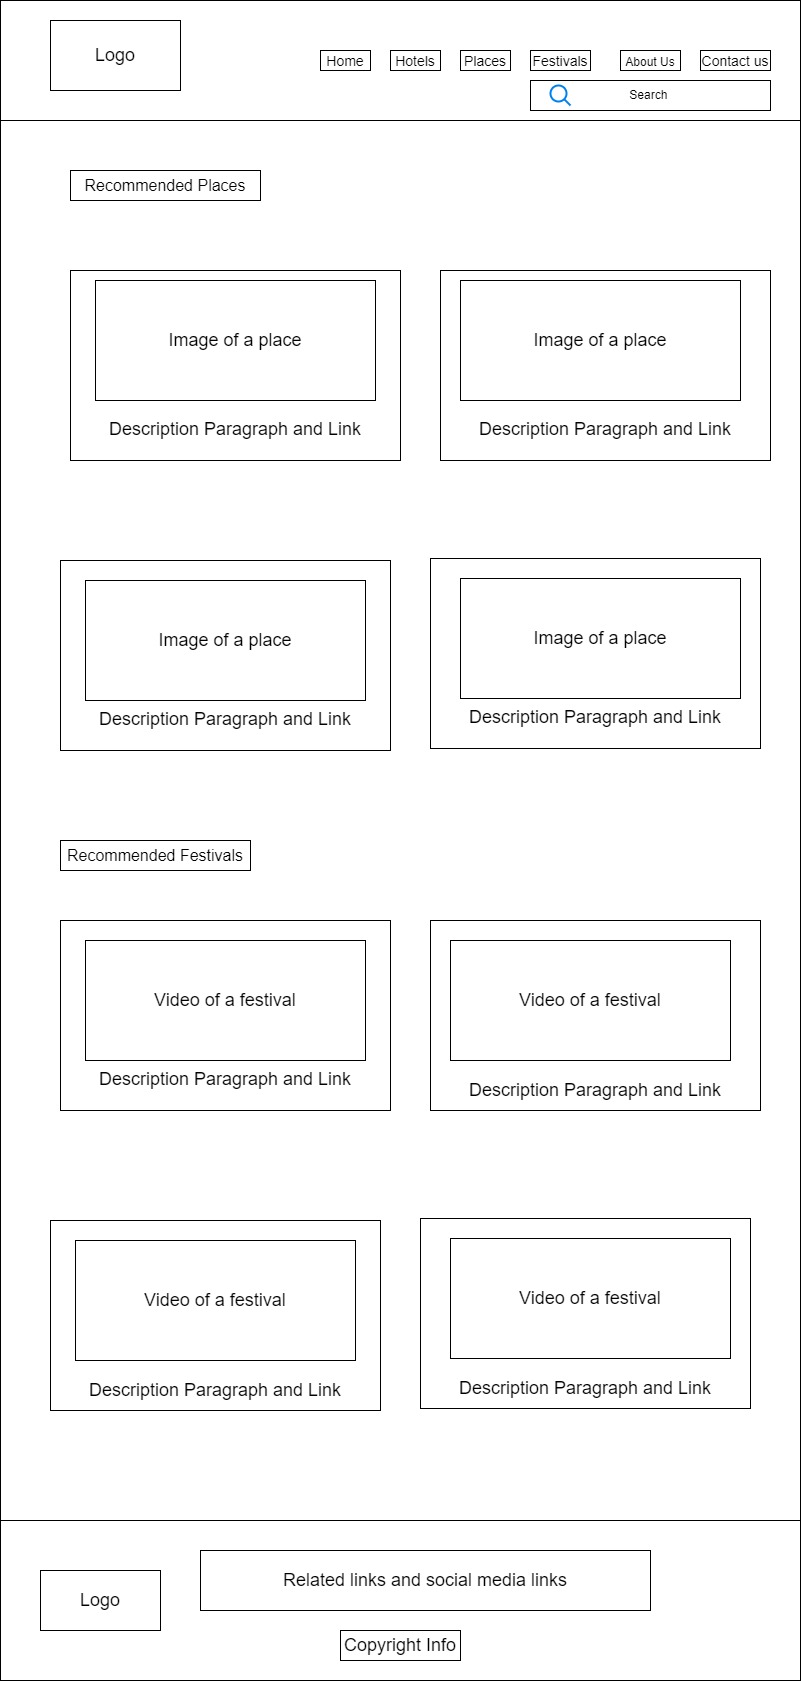 Logo
Home
Hotels
Places
Festivals
About Us
Contact us
Search
Recommended Places
Image of a place
Description Paragraph and Link
Image of a place
Description Paragraph and Link
Image of a place
Description Paragraph and Link
Image of a place
Description Paragraph and Link
Recommended Festivals
Video of a festival
Description Paragraph and Link
Video of a festival
Description Paragraph and Link
Video of a festival
Description Paragraph and Link
Video of a festival
Description Paragraph and Link
Logo
Related links and social media links
Copyright Info